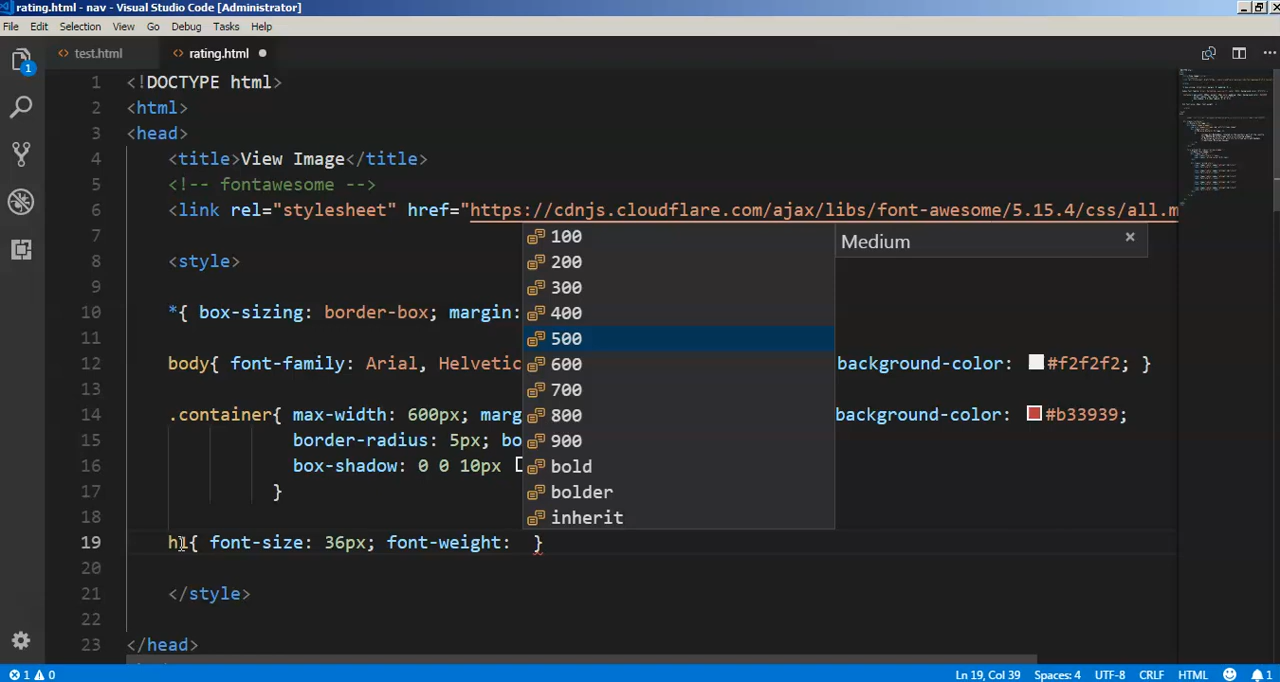 rating.html - nav - Visual Studio Code [Administrator]
File Edit Selection View Go Debug Tasks Help
test.html rating.html
1
1 <!DOCTYPE html>
2 <html>
3 <head>
4 <title>View Image</title>
5 <!-- fontawesome -->
6 <link rel="stylesheet" href="https://cdnjs.cloudflare.com/ajax/libs/font-awesome/5.15.4/css/all.m
7
8 <style>
9
10 *{ box-sizing: border-box; margin:
11
12 body{ font-family: Arial, Helvetic background-color: #f2f2f2; }
13
14 .container{ max-width: 600px; marg background-color: #b33939;
15 border-radius: 5px; bo
16 box-shadow: 0 0 10px
17 }
18
19 h1{ font-size: 36px; font-weight: }
20
21 </style>
22
23 </head>
100
200
300
400
500
600
700
800
900
bold
bolder
inherit
Medium
1 0 Ln 19, Col 39 Spaces: 4 UTF-8 CRLF HTML 1